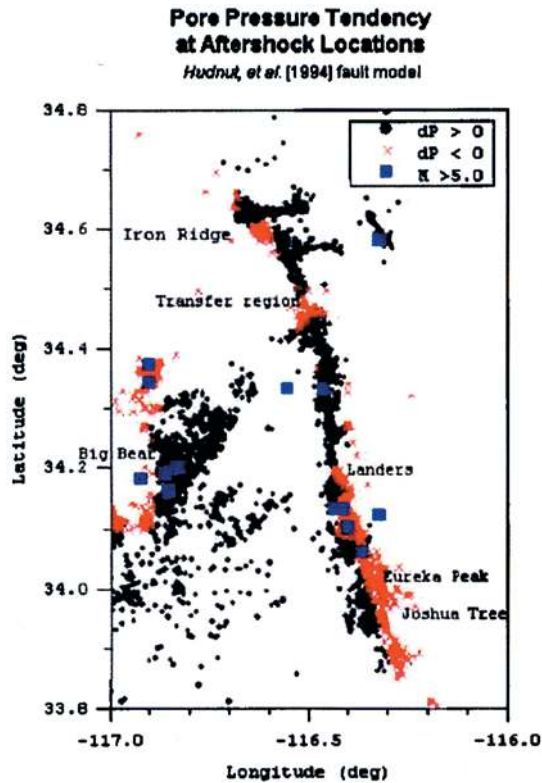 Pore Pressure Tendency
at Aftershock Locations
Hudnut, et al. [1994] fault model
34.8
34.6
34.4
34.2
34.0
33.8
Latitude (deg)
dP > 0
dP < 0
M >5.0
Iron Ridge
Transfer region
Big Bear
Landers
Eureka Peak
Joshua Tree
-117.0
-116.5
-116.0
Longitude (deg)